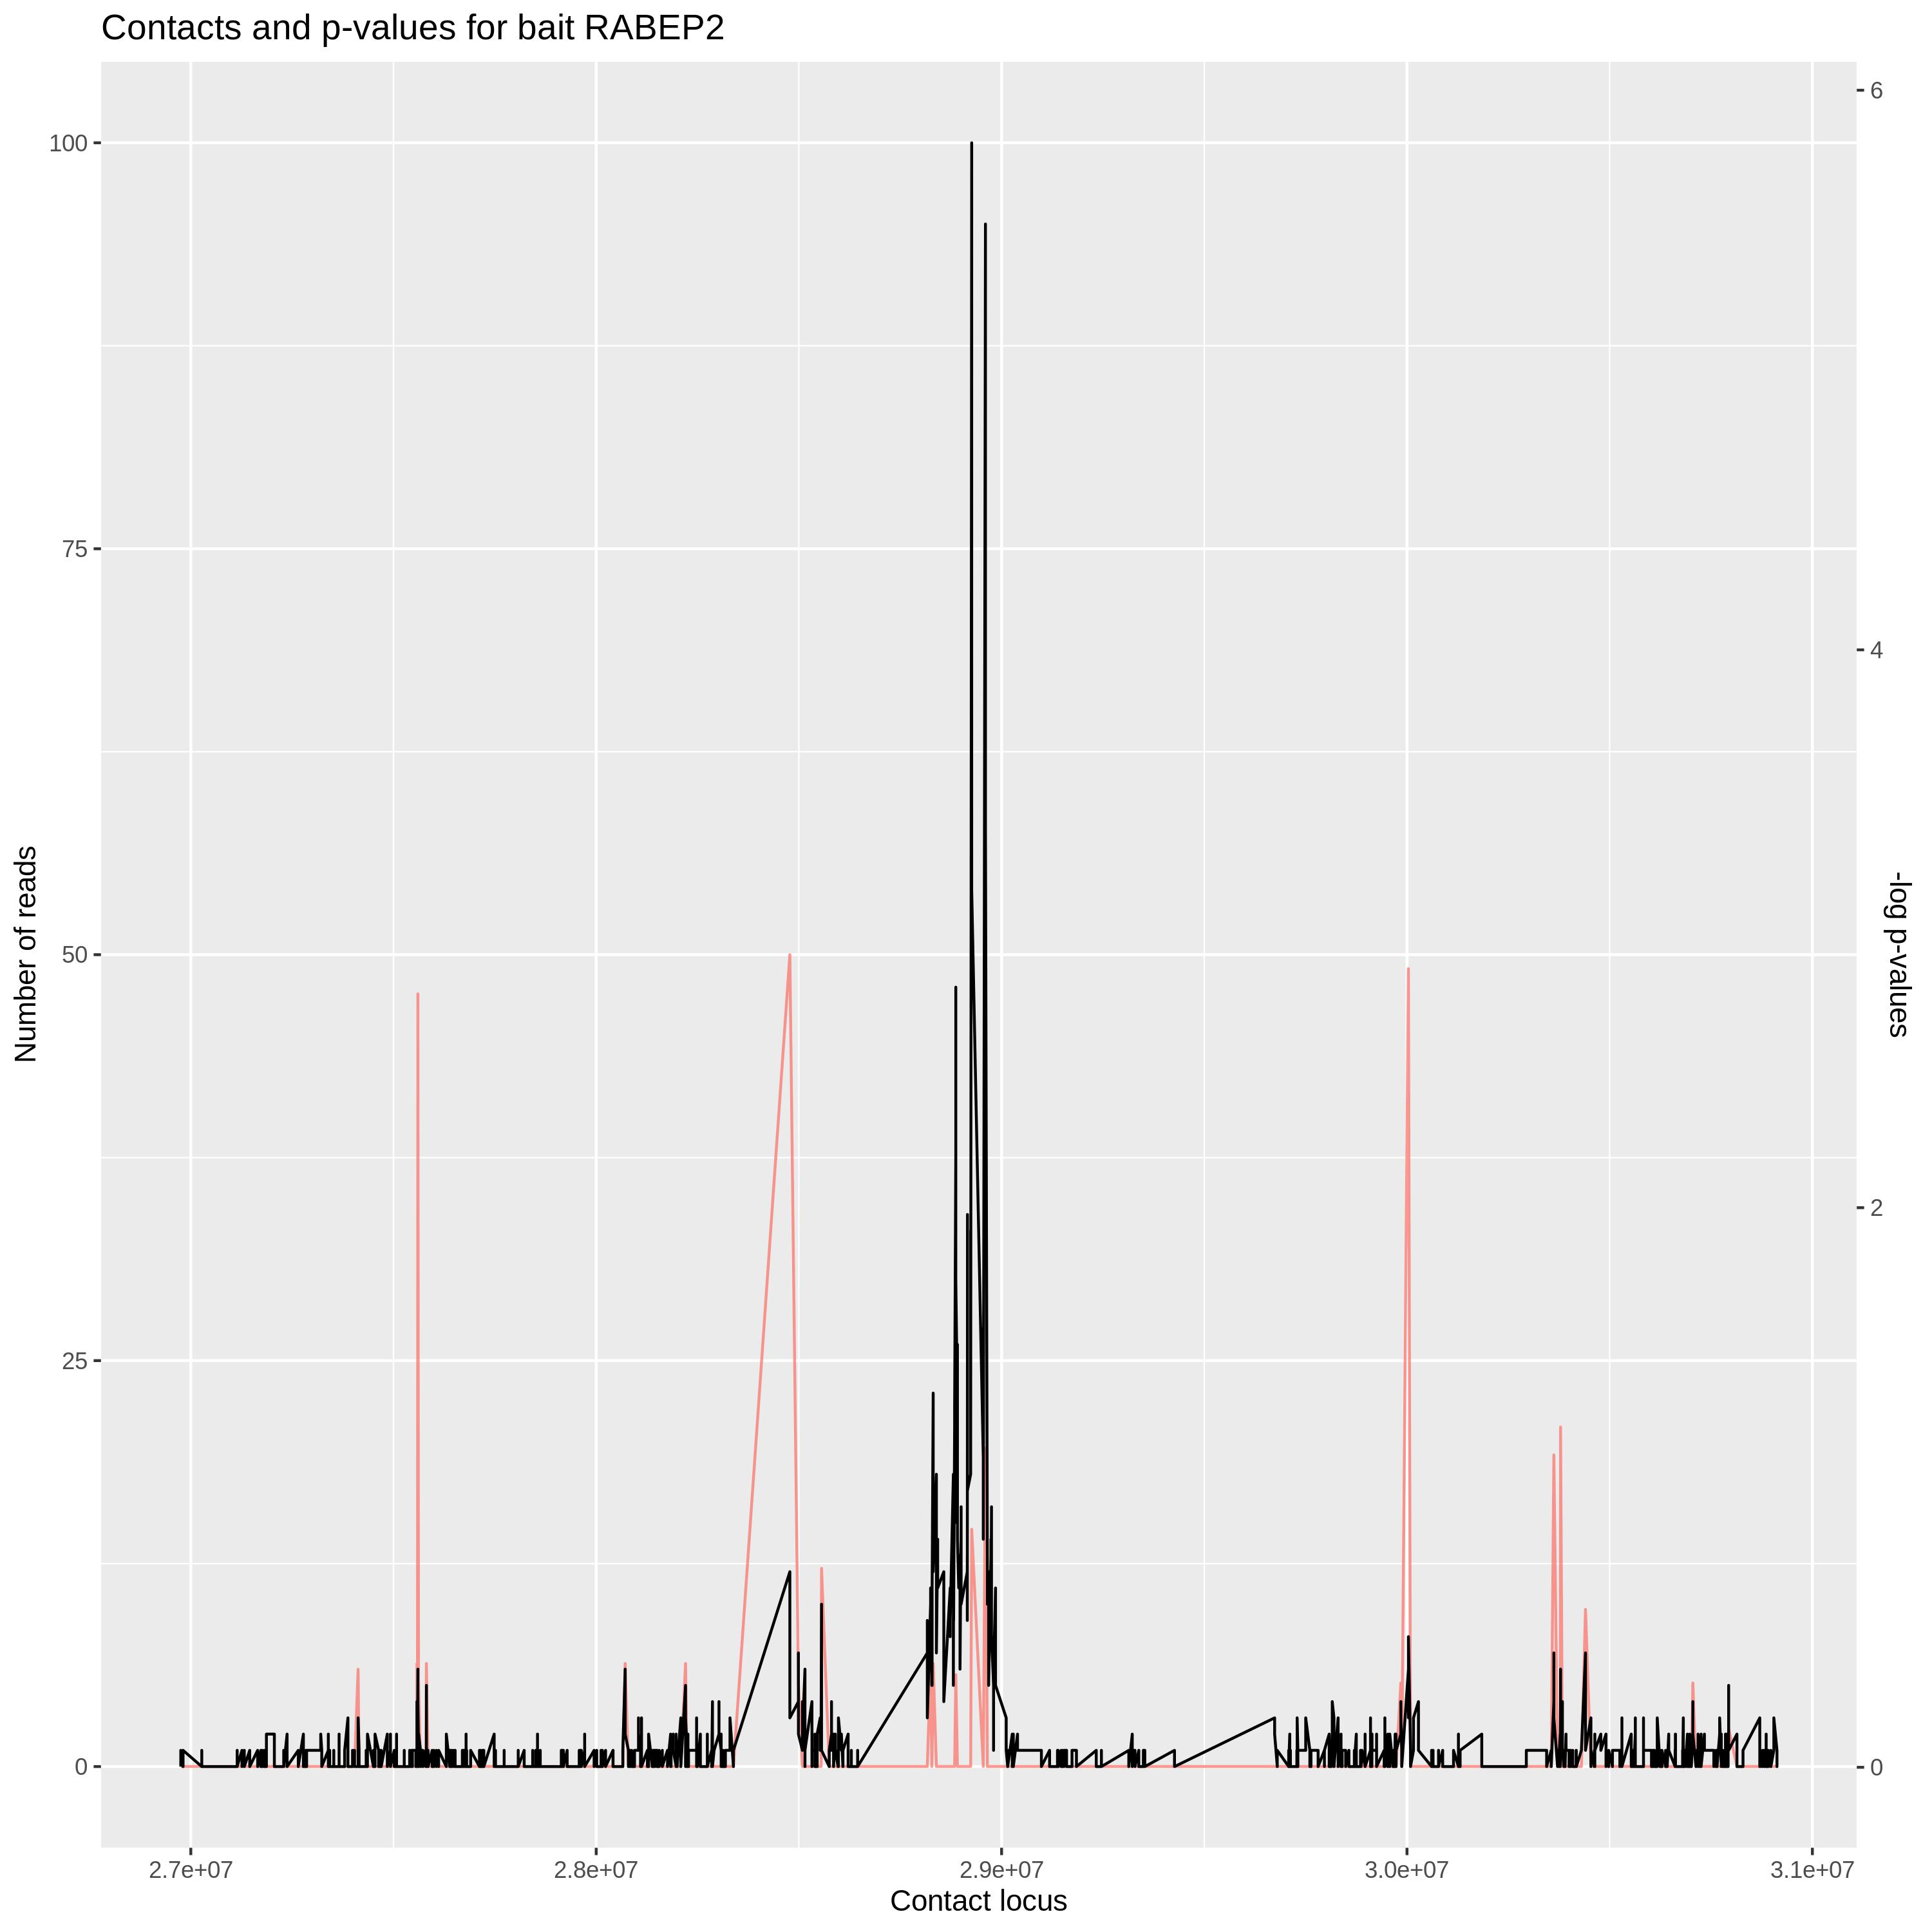 Contacts and p-values for bait RABEP2
Number of reads
100
75
50
25
0
6
4
2
0
-log p-values
2.7e+07 2.8e+07 2.9e+07 3.0e+07 3.1e+07
Contact locus